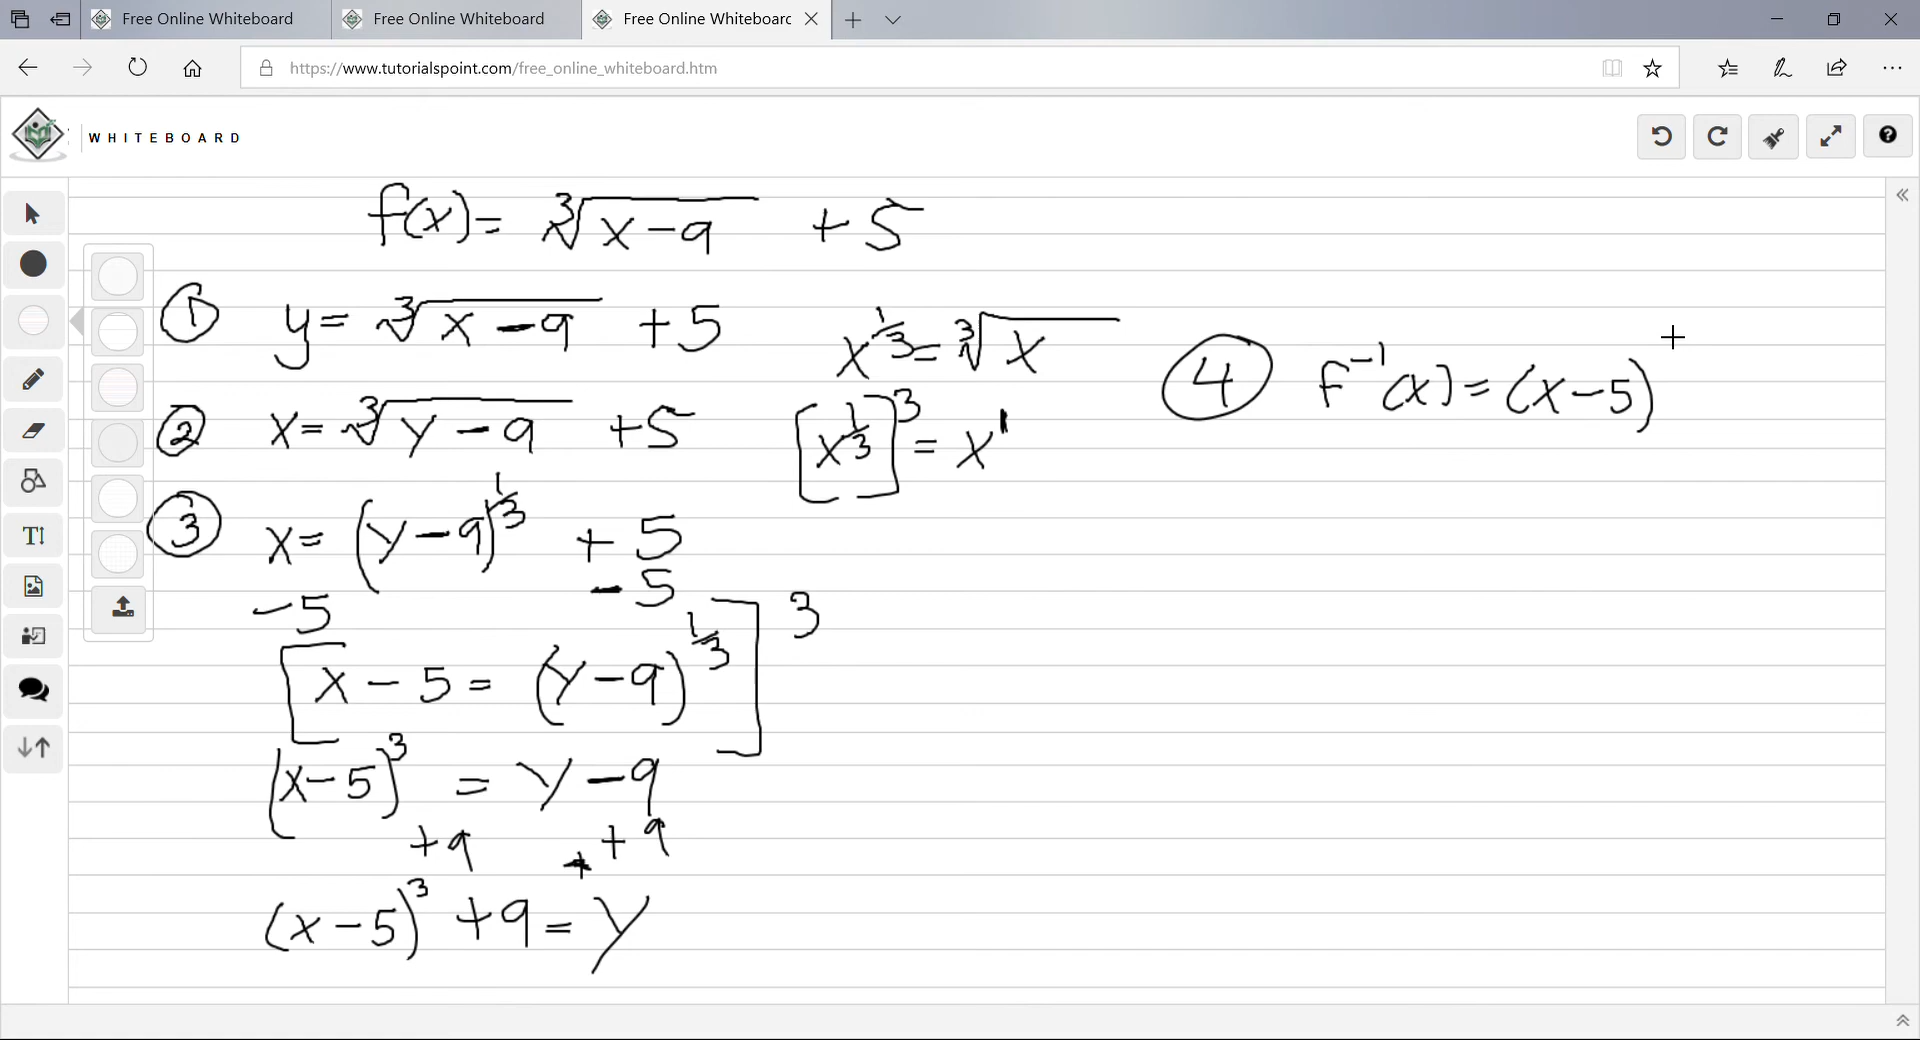 Free Online Whiteboard
Free Online Whiteboard
Free Online Whiteboard
https://www.tutorialspoint.com/free_online_whiteboard.htm
WHITEBOARD
f(x) = ∛(x-9) + 5
① y = ∛(x-9) + 5
② x = ∛(y-9) + 5
③ x = (y-9)^(1/3) + 5
-5 -5
[x - 5 = (y-9)^(1/3)]^3
(x-5)^3 = y-9
+9 +9
(x-5)^3 + 9 = y
x^(1/3) = ∛x
[x^(1/3)]^3 = x^1
④ f^-1(x) = (x-5)